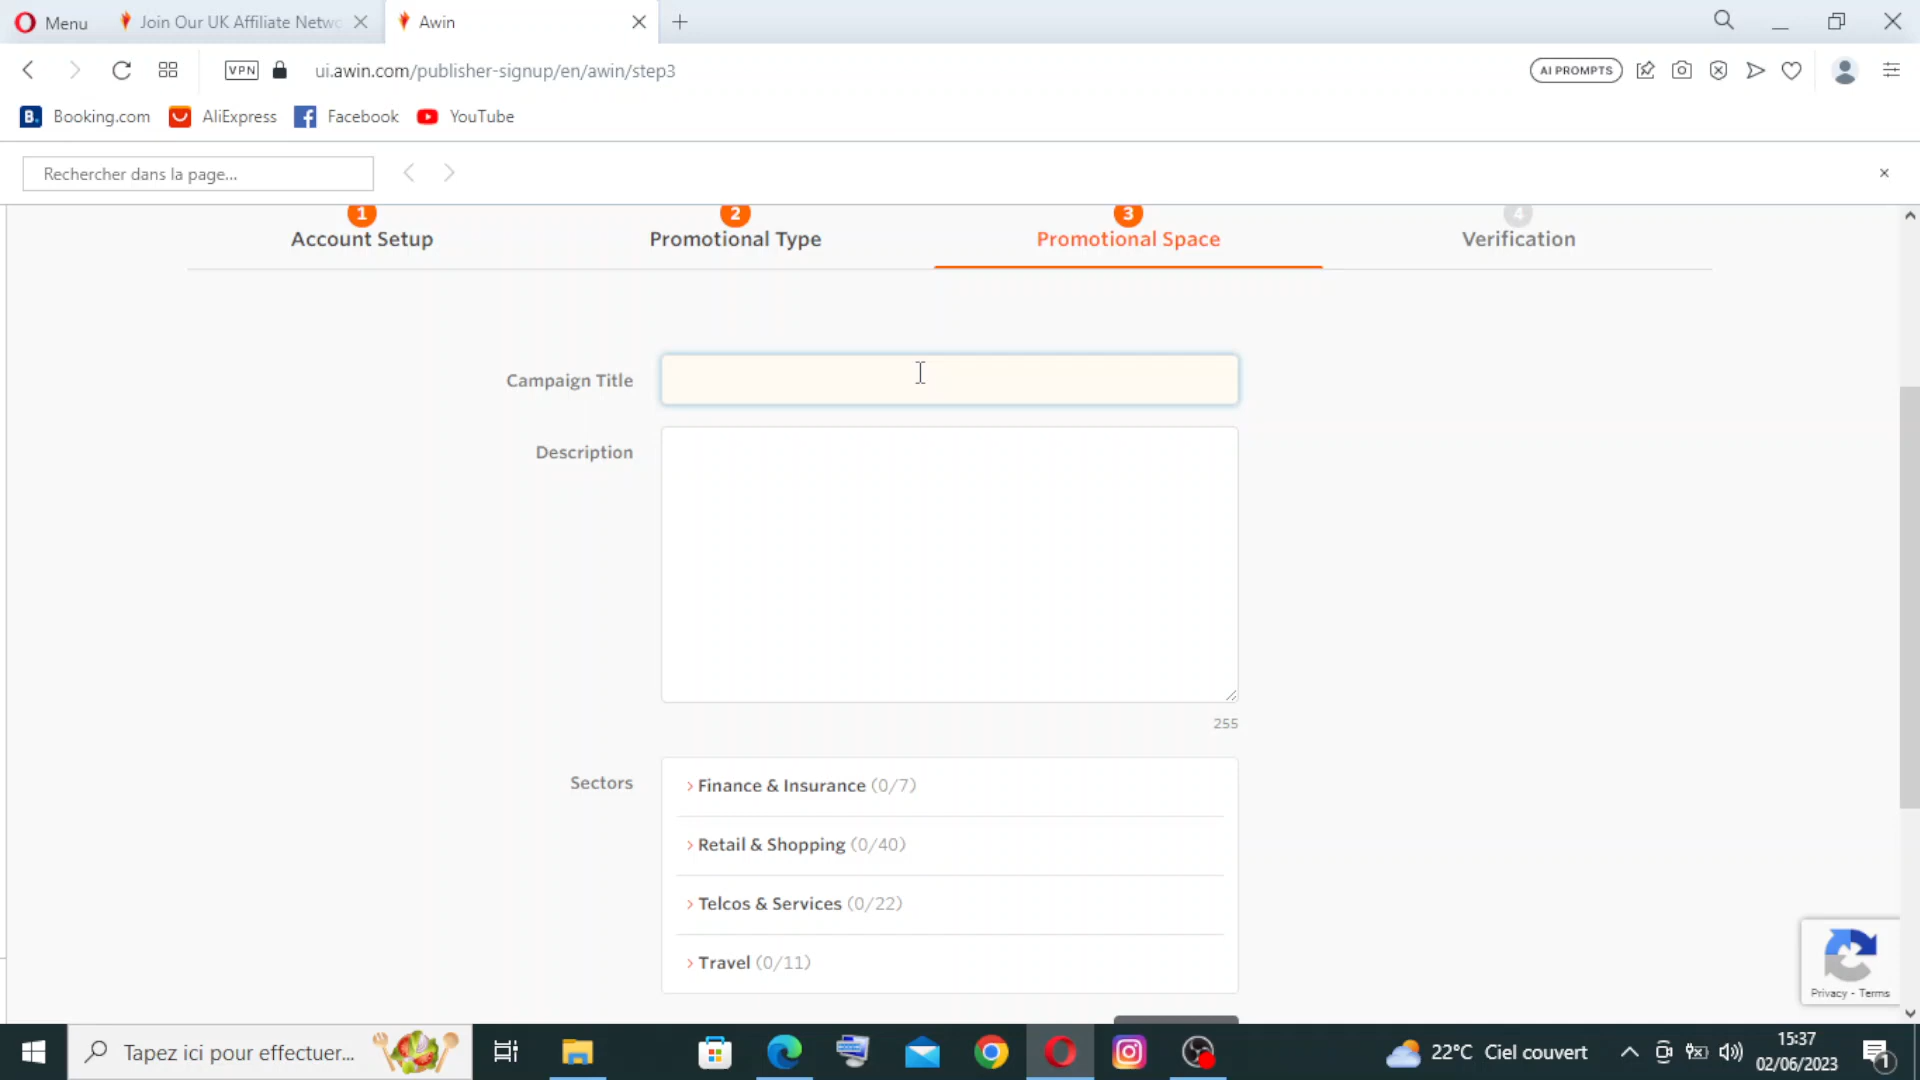 Menu
Join Our UK Affiliate Netwo
Awin
VPN
ui.awin.com/publisher-signup/en/awin/step3
AI PROMPTS
B.
Booking.com
AliExpress
Facebook
YouTube
Rechercher dans la page...
1
2
3
4
Account Setup
Promotional Type
Promotional Space
Verification
Campaign Title
Description
255
Sectors
Finance & Insurance (0/7)
Retail & Shopping (0/40)
Telcos & Services (0/22)
Travel (0/11)
Privacy - Terms
Tapez ici pour effectuer...
22°C Ciel couvert
15:37
02/06/2023
1